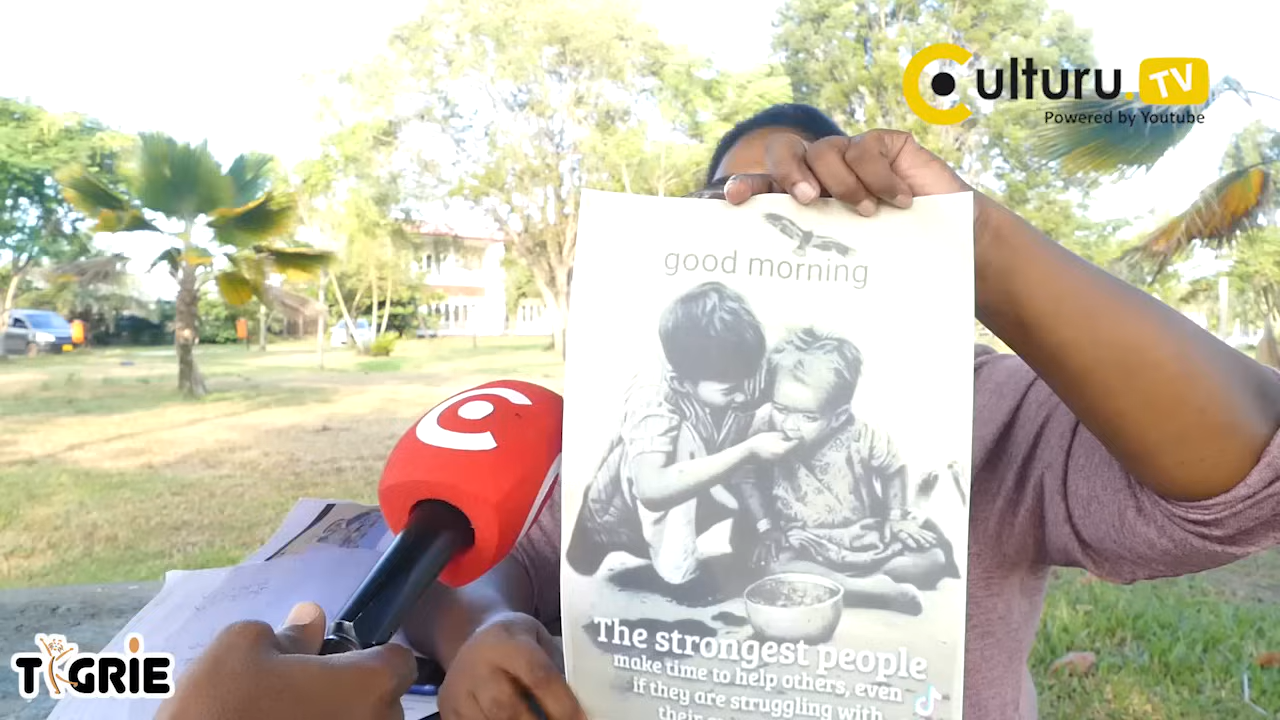 Culturu.TV
Powered by Youtube
good morning
The strongest people
make time to help others, even
if they are struggling with
their
TIGRIE